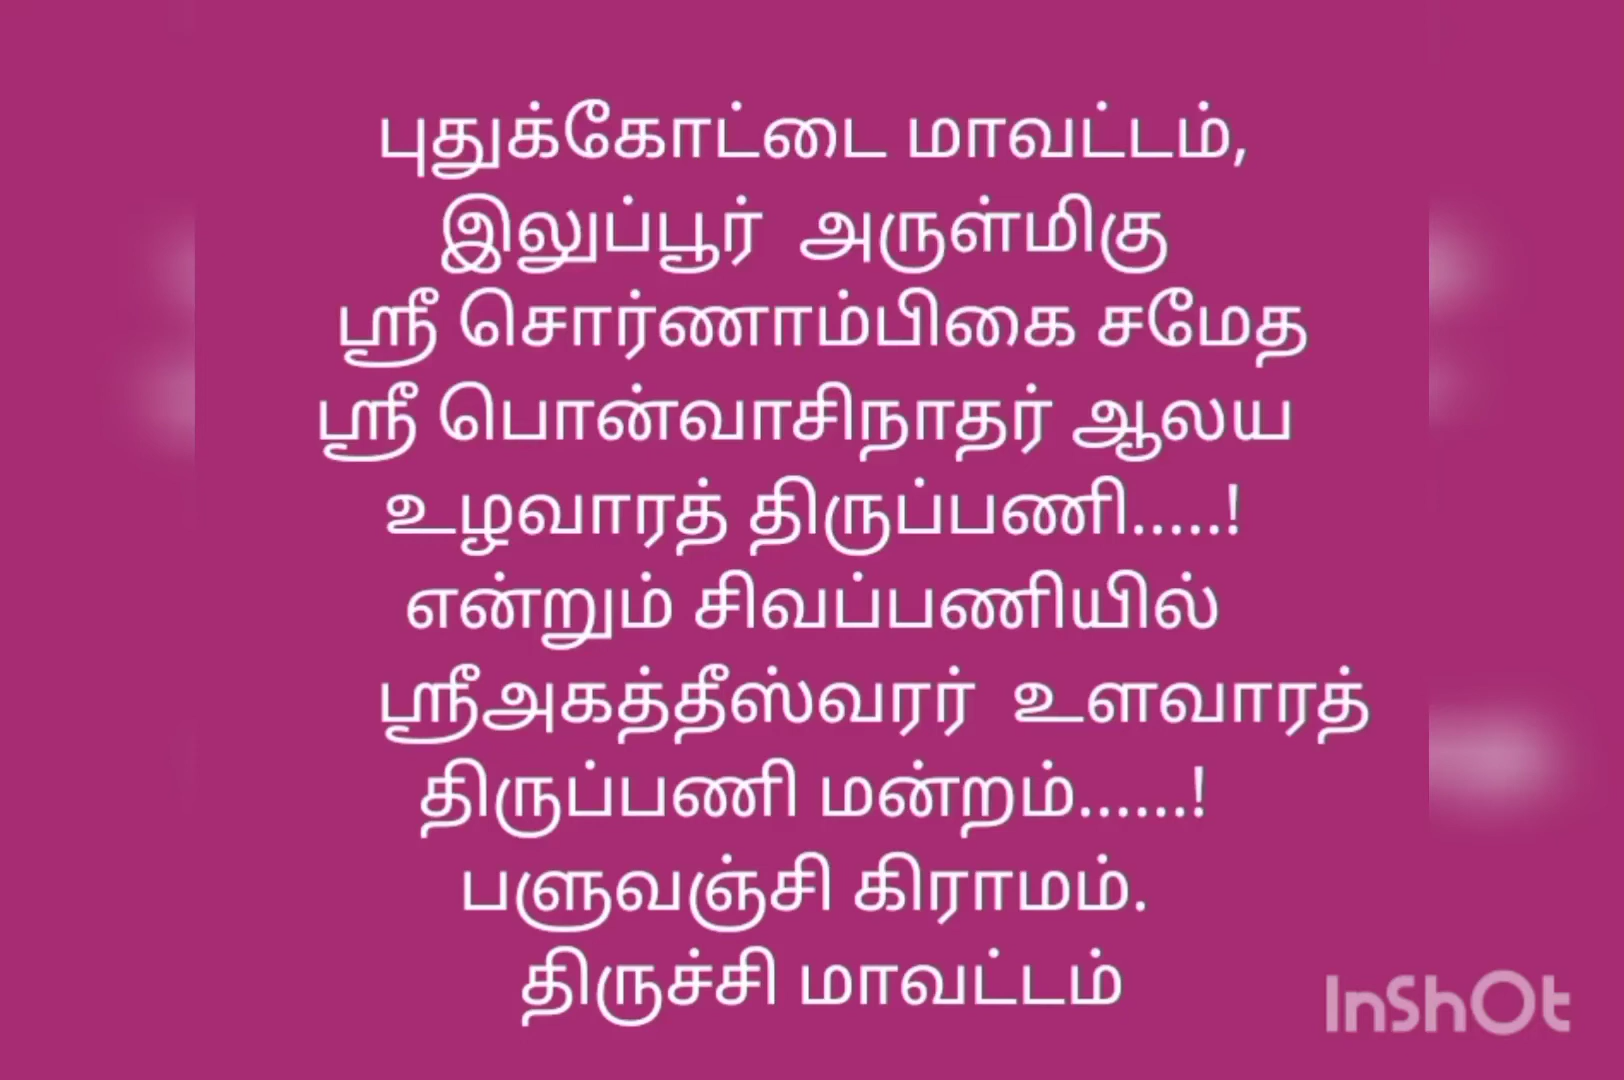 புதுக்கோட்டை மாவட்டம்,
இலுப்பூர் அருள்மிகு
ஸ்ரீ சொர்ணாம்பிகை சமேத
ஸ்ரீ பொன்வாசிநாதர் ஆலய
உழவாரத் திருப்பணி.....!
என்றும் சிவப்பணியில்
ஸ்ரீஅகத்தீஸ்வரர் உளவாரத்
திருப்பணி மன்றம்......!
பளுவஞ்சி கிராமம்.
திருச்சி மாவட்டம்
InShOt